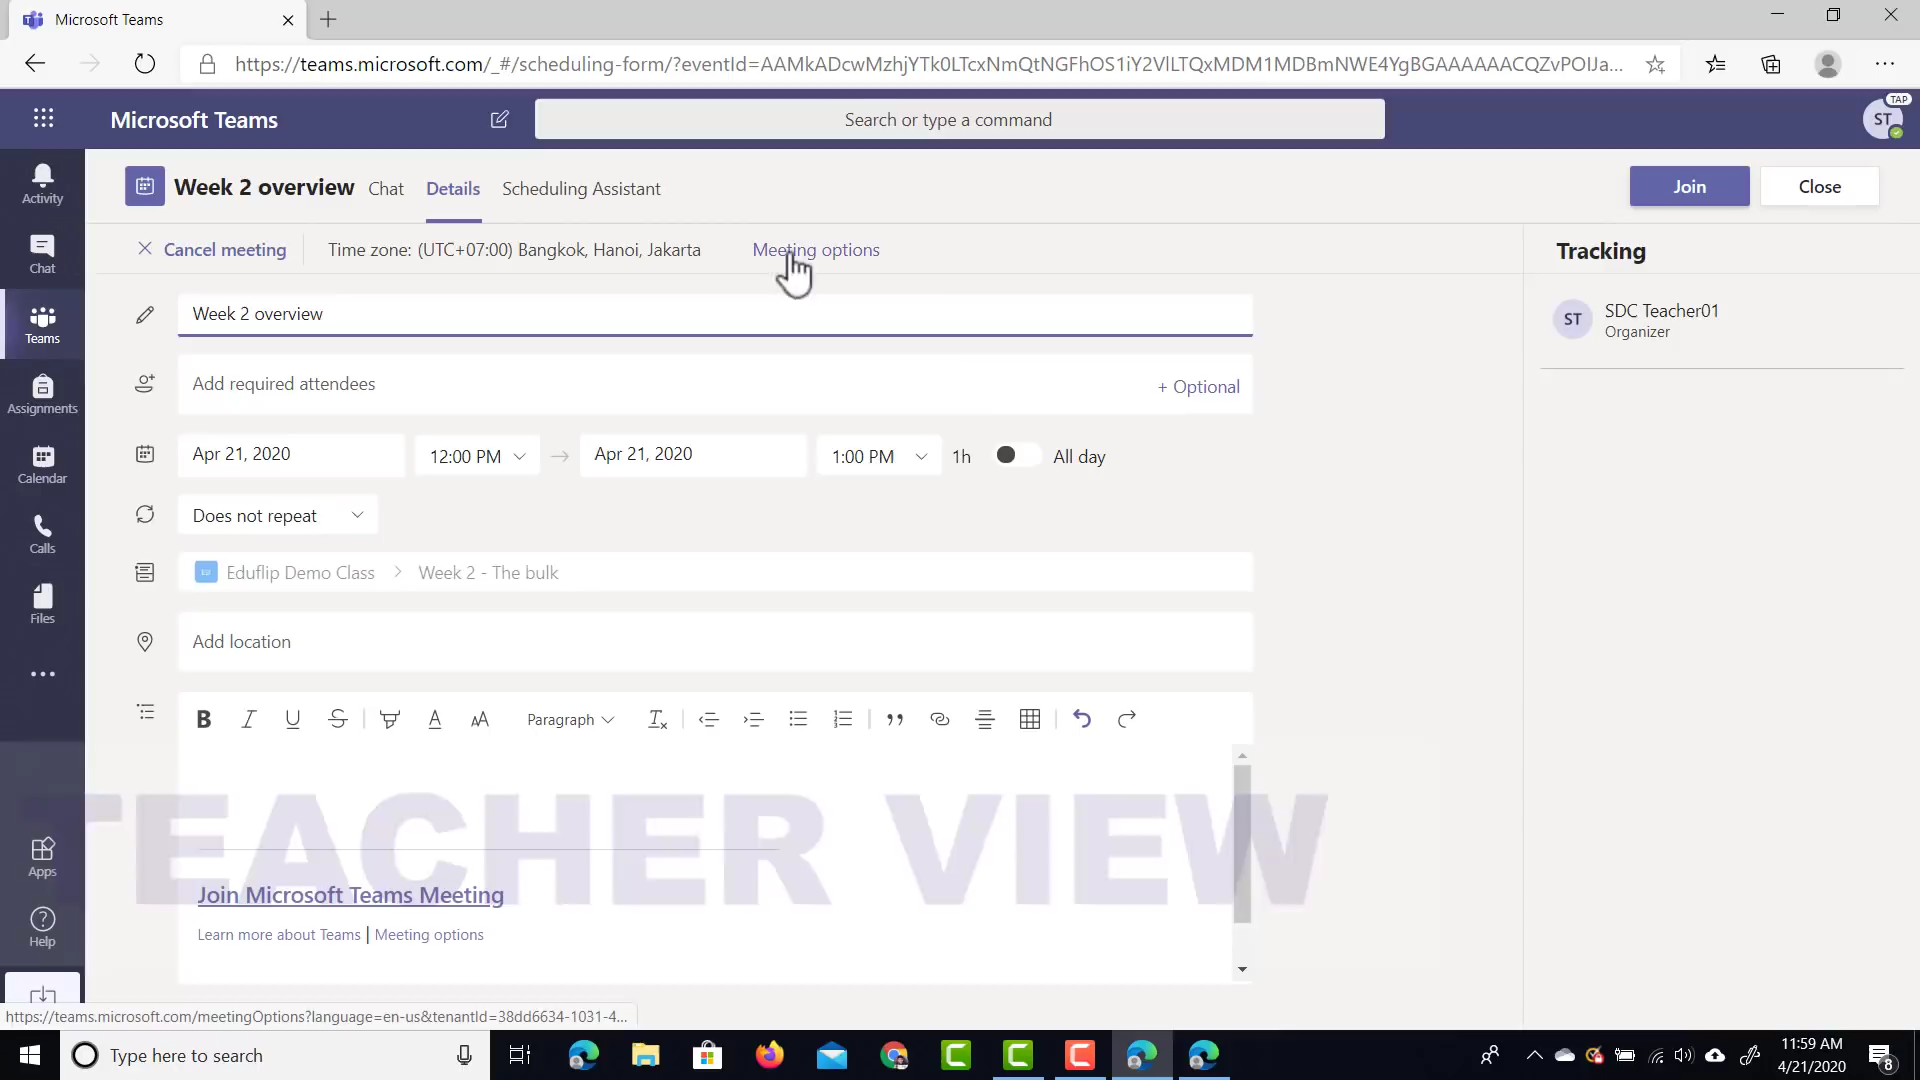 Microsoft Teams
https://teams.microsoft.com/_#/scheduling-form/?eventId=AAMkADcwMzhjYTk0LTcxNmQtNGFhOS1iY2VlLTQxMDM1MDBmNWE4YgBGAAAAAACQZvPOIJa...
Microsoft Teams
Search or type a command
TAP
ST
Activity
Chat
Teams
Assignments
Calendar
Calls
Files
Apps
Help
Week 2 overview Chat Details Scheduling Assistant
Join
Close
Cancel meeting
Time zone: (UTC+07:00) Bangkok, Hanoi, Jakarta
Meeting options
Tracking
Week 2 overview
ST
SDC Teacher01
Organizer
Add required attendees
+ Optional
Apr 21, 2020 12:00 PM Apr 21, 2020 1:00 PM 1h All day
Does not repeat
EU Eduflip Demo Class > Week 2 - The bulk
Add location
B I U S A AA Paragraph
TEACHER VIEW
Join Microsoft Teams Meeting
Learn more about Teams | Meeting options
https://teams.microsoft.com/meetingOptions?language=en-us&tenantId=38dd6634-1031-4...
Type here to search
11:59 AM
4/21/2020
8